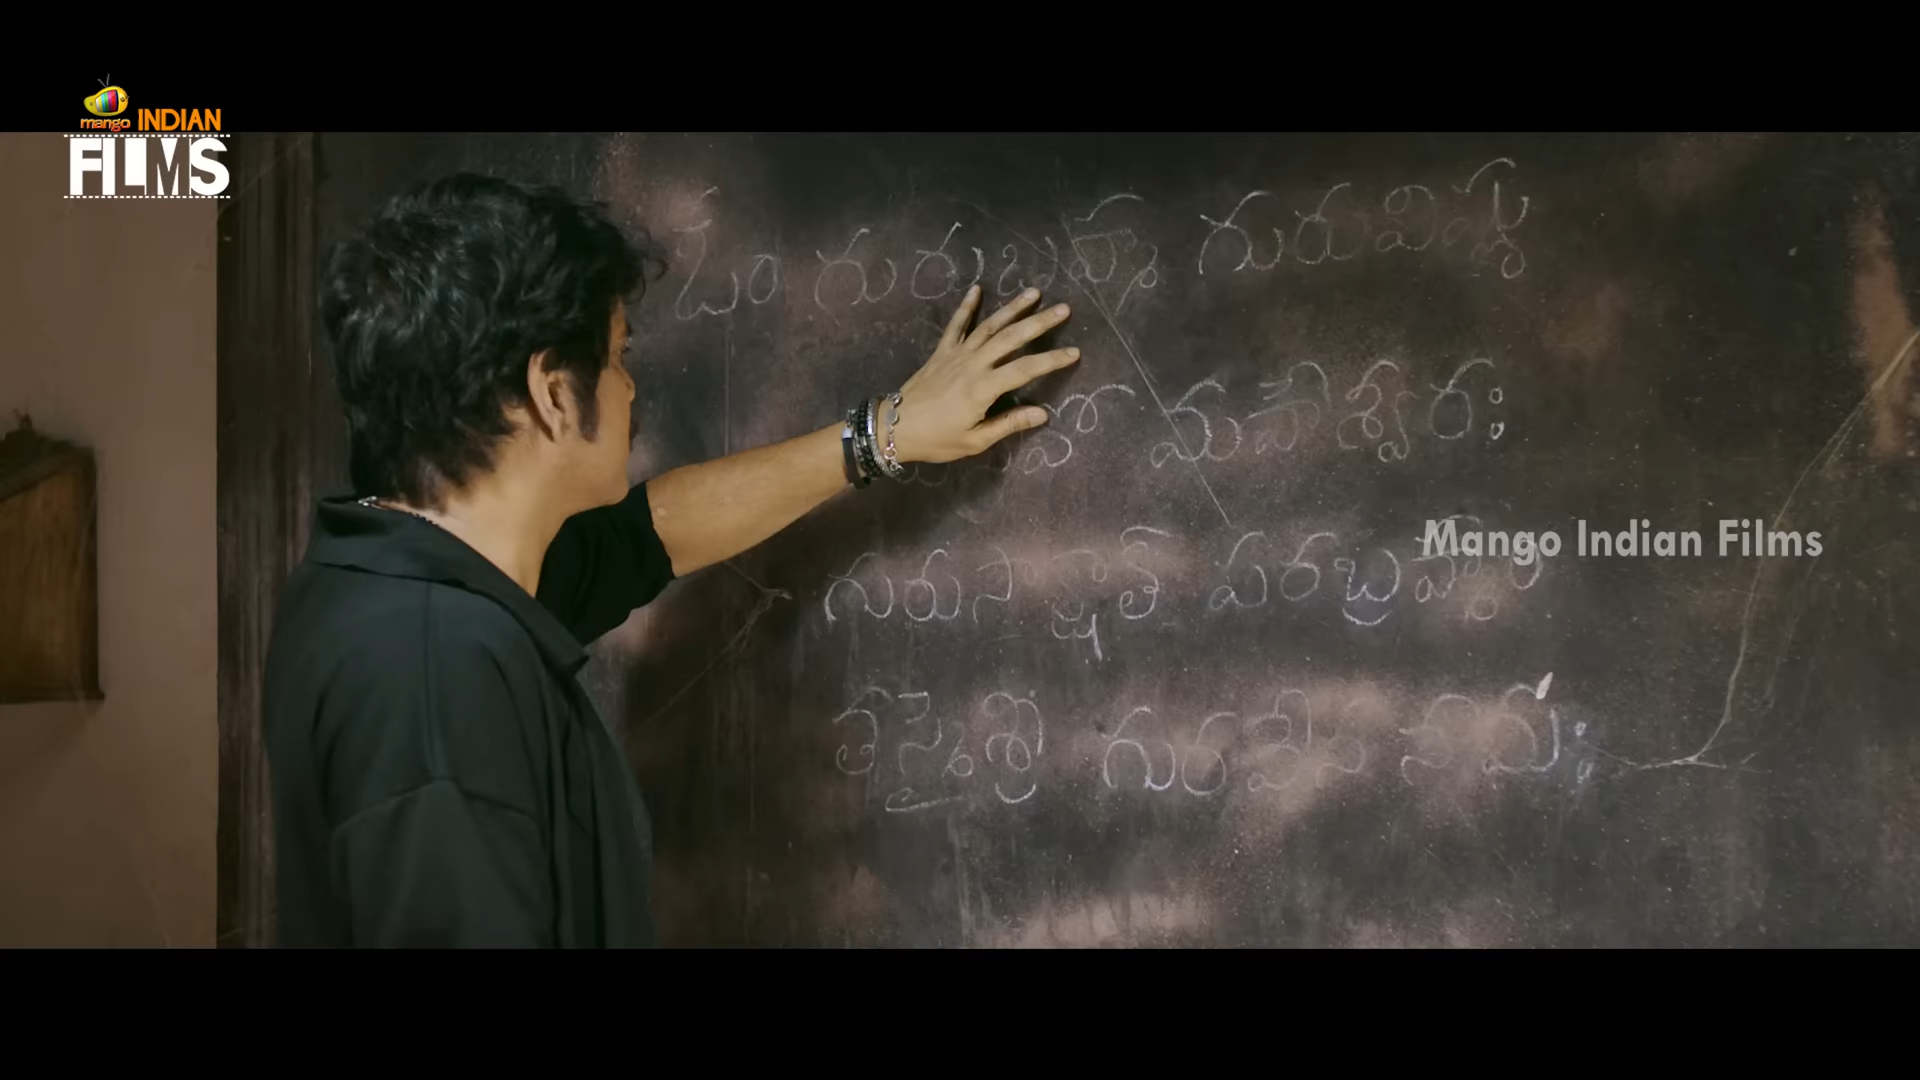 mango INDIAN
FILMS
ఓం గురుబ్రహ్మా గురువిష్ణు
మహేశ్వరః
Mango Indian Films
గురుసాక్షాత్ పరబ్రహ్మా
తస్మైశ్రీ గురవేన నమః